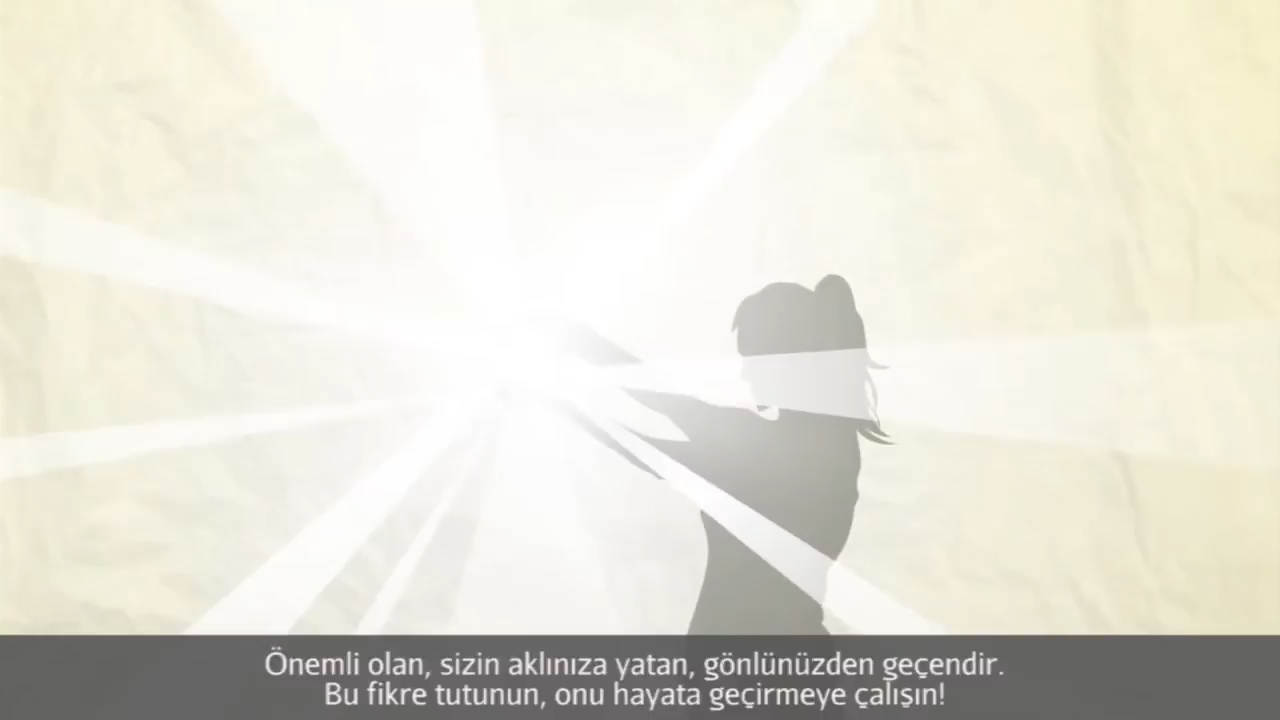 Önemli olan, sizin aklınıza yatan, gönlünüzden geçendir.
Bu fikre tutunun, onu hayata geçirmeye çalışın!